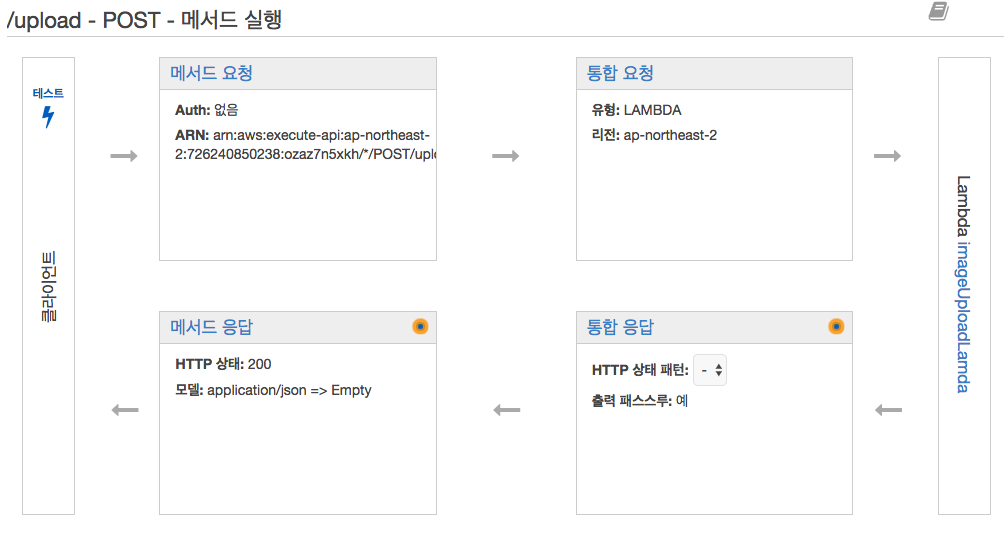 /upload - POST - 메서드 실행
테스트
클라이언트
메서드 요청
Auth: 없음
ARN: arn:aws:execute-api:ap-northeast-
2:726240850238:ozaz7n5xkh/*/POST/uplo
통합 요청
유형: LAMBDA
리전: ap-northeast-2
Lambda imageUploadLamda
메서드 응답
HTTP 상태: 200
모델: application/json => Empty
통합 응답
HTTP 상태 패턴: -
출력 패스스루: 예